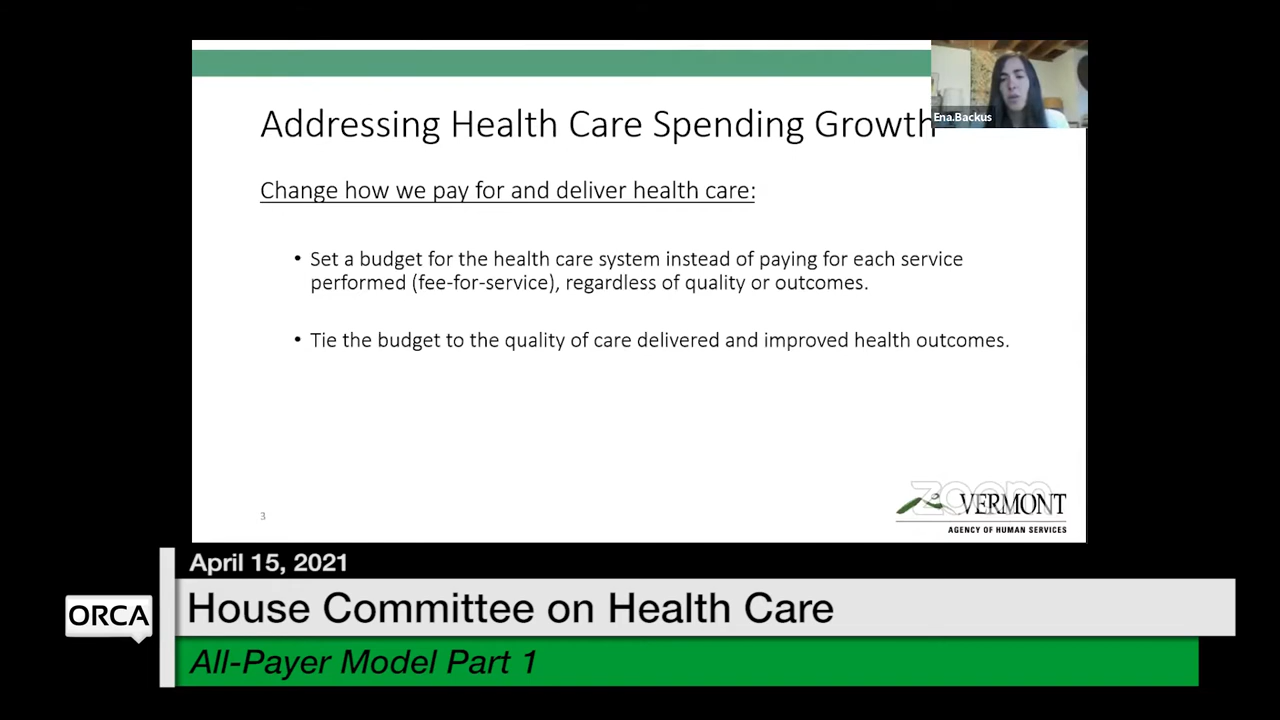 Addressing Health Care Spending Growth
Ena.Backus
Change how we pay for and deliver health care:
• Set a budget for the health care system instead of paying for each service
performed (fee-for-service), regardless of quality or outcomes.
• Tie the budget to the quality of care delivered and improved health outcomes.
zoom
VERMONT
AGENCY OF HUMAN SERVICES
3
April 15, 2021
House Committee on Health Care
ORCA
All-Payer Model Part 1